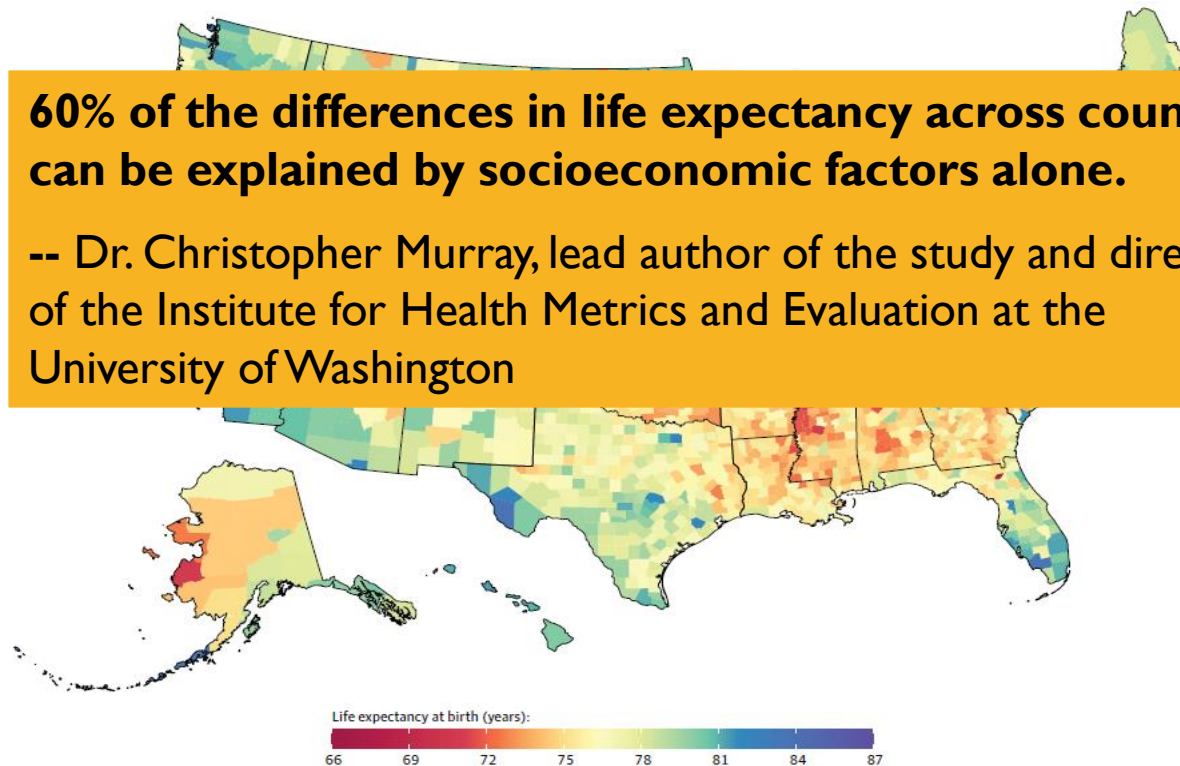 60% of the differences in life expectancy across coun
can be explained by socioeconomic factors alone.
-- Dr. Christopher Murray, lead author of the study and dire
of the Institute for Health Metrics and Evaluation at the
University of Washington
Life expectancy at birth (years):
66 69 72 75 78 81 84 87